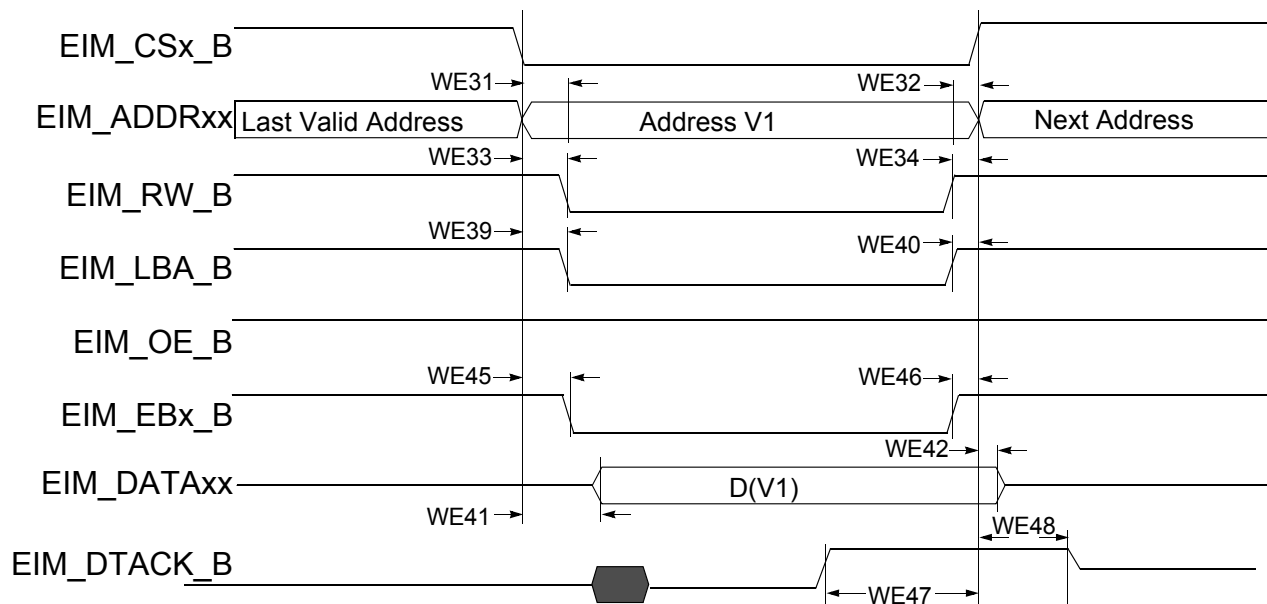 EIM_CSx_B
WE31
WE32
EIM_ADDRxx
Last Valid Address
Address V1
Next Address
WE33
WE34
EIM_RW_B
WE39
WE40
EIM_LBA_B
EIM_OE_B
WE45
WE46
EIM_EBx_B
WE42
EIM_DATAxx
D(V1)
WE41
WE48
EIM_DTACK_B
WE47